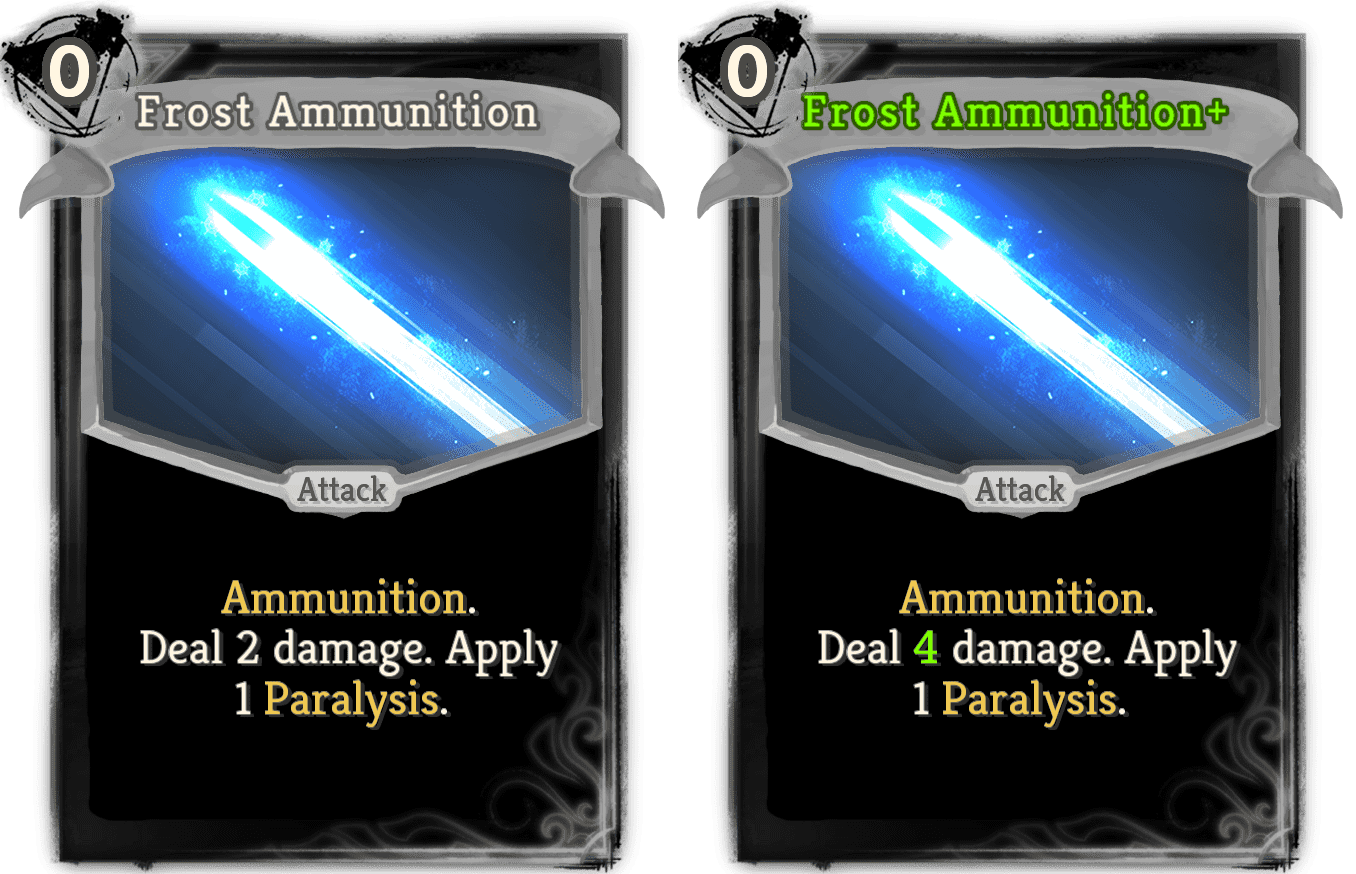 0
Frost Ammunition
Attack
Ammunition.
Deal 2 damage. Apply
1 Paralysis.
0
Frost Ammunition+
Attack
Ammunition.
Deal 4 damage. Apply
1 Paralysis.